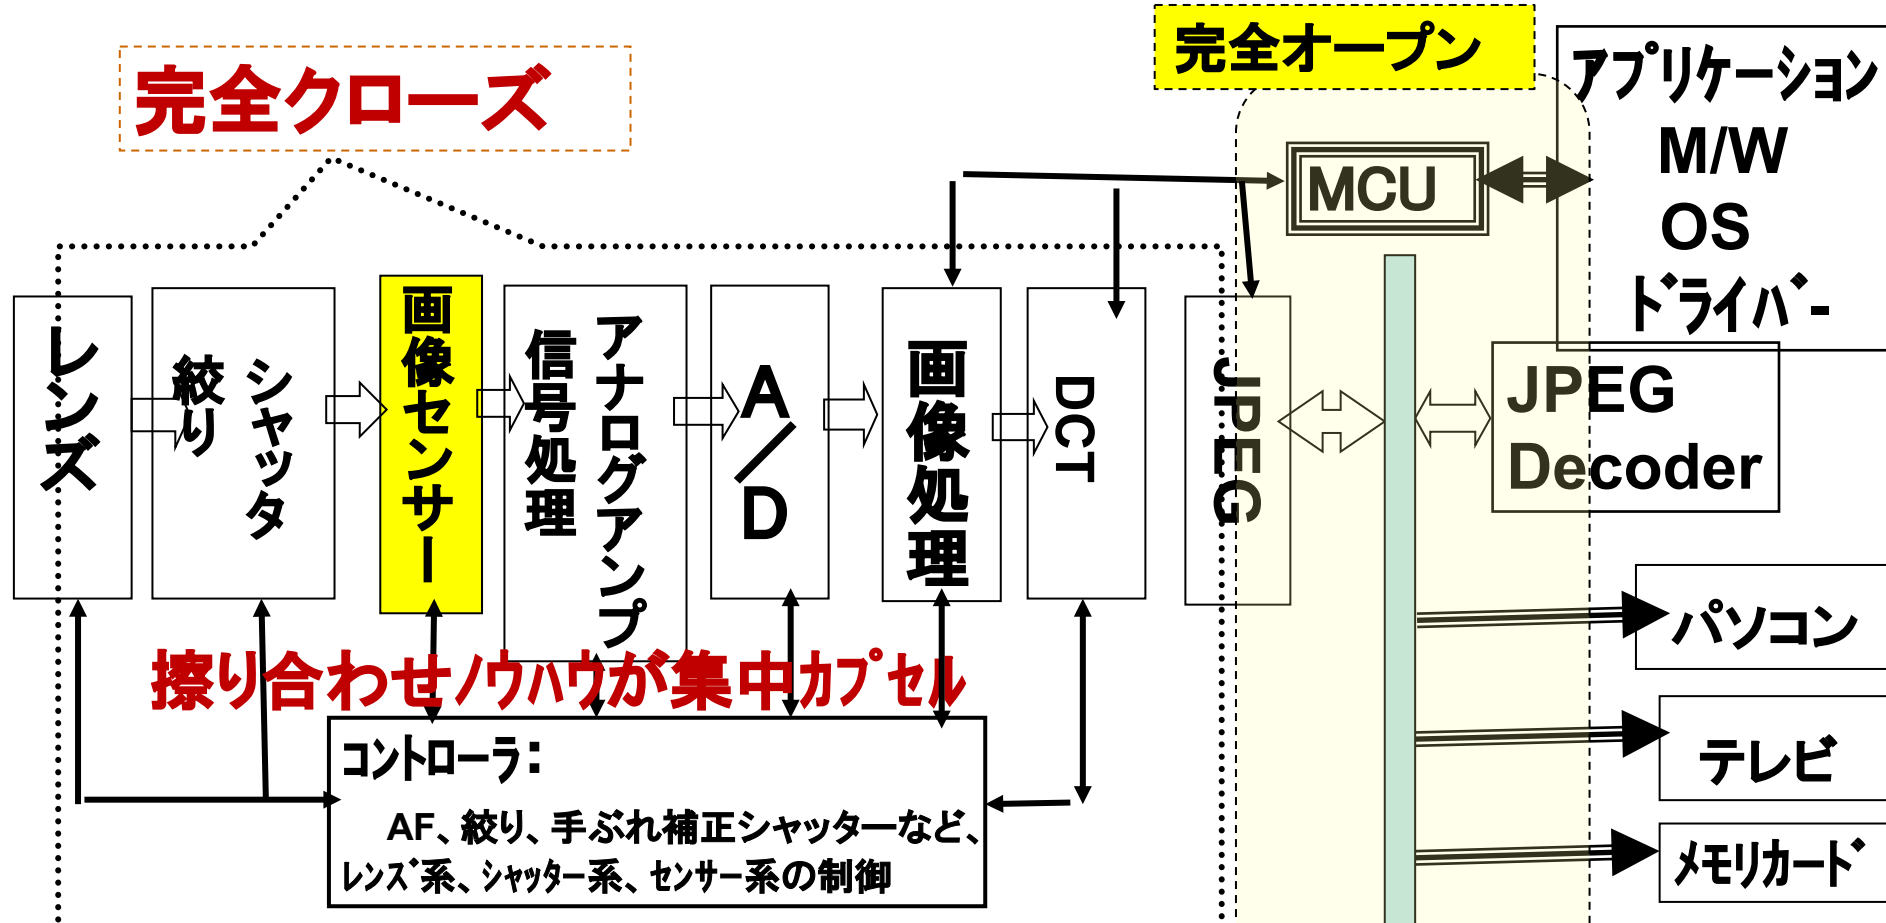 完全クローズ
完全オープン
アプリケーション
M/W
OS
ドライバー
MCU
レンズ
絞り
シャッタ
画像センサー
アナログアンプ
信号処理
A/D
画像処理
DCT
JPEG
JPEG
Decoder
パソコン
テレビ
メモリカード
擦り合わせノウハウが集中カプセル
コントローラ:
AF、絞り、手ぶれ補正シャッターなど、
レンズ系、シャッター系、センサー系の制御